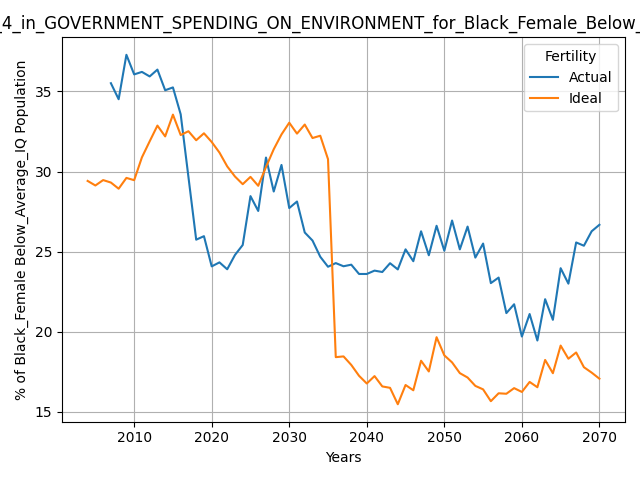 _4_in_GOVERNMENT_SPENDING_ON_ENVIRONMENT_for_Black_Female_Below_
% of Black_Female Below_Average_IQ Population
35
30
25
20
15
Fertility
Actual
Ideal
2010 2020 2030 2040 2050 2060 2070
Years